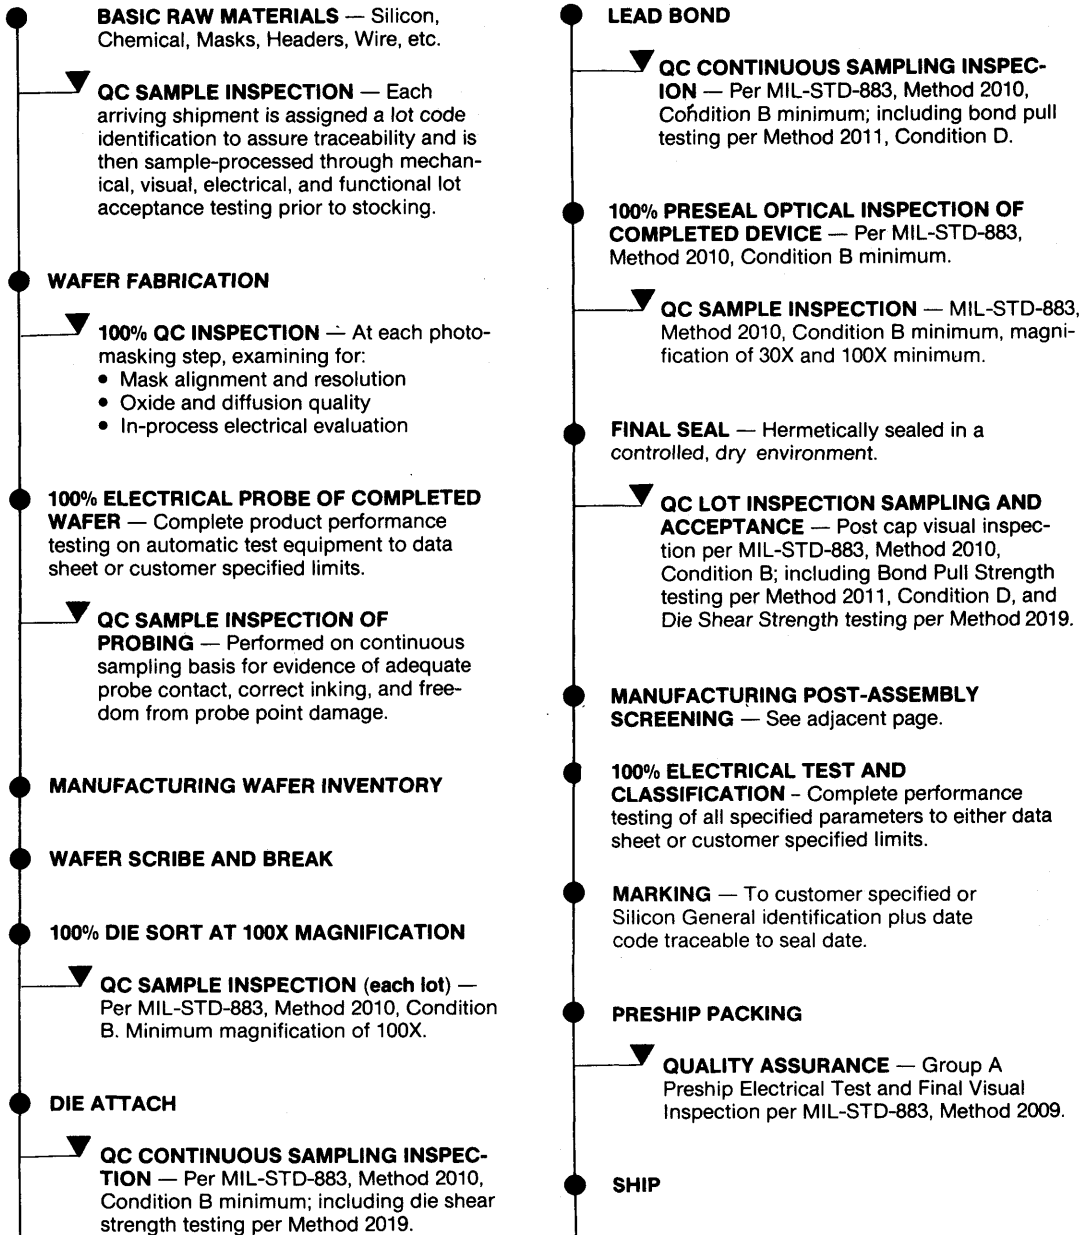 BASIC RAW MATERIALS — Silicon,
Chemical, Masks, Headers, Wire, etc.
QC SAMPLE INSPECTION — Each
arriving shipment is assigned a lot code
identification to assure traceability and is
then sample-processed through mechan-
ical, visual, electrical, and functional lot
acceptance testing prior to stocking.
WAFER FABRICATION
100% QC INSPECTION — At each photo-
masking step, examining for:
• Mask alignment and resolution
• Oxide and diffusion quality
• In-process electrical evaluation
100% ELECTRICAL PROBE OF COMPLETED
WAFER — Complete product performance
testing on automatic test equipment to data
sheet or customer specified limits.
QC SAMPLE INSPECTION OF
PROBING — Performed on continuous
sampling basis for evidence of adequate
probe contact, correct inking, and free-
dom from probe point damage.
MANUFACTURING WAFER INVENTORY
WAFER SCRIBE AND BREAK
100% DIE SORT AT 100X MAGNIFICATION
QC SAMPLE INSPECTION (each lot) —
Per MIL-STD-883, Method 2010, Condition
B. Minimum magnification of 100X.
DIE ATTACH
QC CONTINUOUS SAMPLING INSPEC-
TION — Per MIL-STD-883, Method 2010,
Condition B minimum; including die shear
strength testing per Method 2019.
LEAD BOND
QC CONTINUOUS SAMPLING INSPEC-
ION — Per MIL-STD-883, Method 2010,
Condition B minimum; including bond pull
testing per Method 2011, Condition D.
100% PRESEAL OPTICAL INSPECTION OF
COMPLETED DEVICE — Per MIL-STD-883,
Method 2010, Condition B minimum.
QC SAMPLE INSPECTION — MIL-STD-883,
Method 2010, Condition B minimum, magni-
fication of 30X and 100X minimum.
FINAL SEAL — Hermetically sealed in a
controlled, dry environment.
QC LOT INSPECTION SAMPLING AND
ACCEPTANCE — Post cap visual inspec-
tion per MIL-STD-883, Method 2010,
Condition B; including Bond Pull Strength
testing per Method 2011, Condition D, and
Die Shear Strength testing per Method 2019.
MANUFACTURING POST-ASSEMBLY
SCREENING — See adjacent page.
100% ELECTRICAL TEST AND
CLASSIFICATION – Complete performance
testing of all specified parameters to either data
sheet or customer specified limits.
MARKING — To customer specified or
Silicon General identification plus date
code traceable to seal date.
PRESHIP PACKING
QUALITY ASSURANCE — Group A
Preship Electrical Test and Final Visual
Inspection per MIL-STD-883, Method 2009.
SHIP